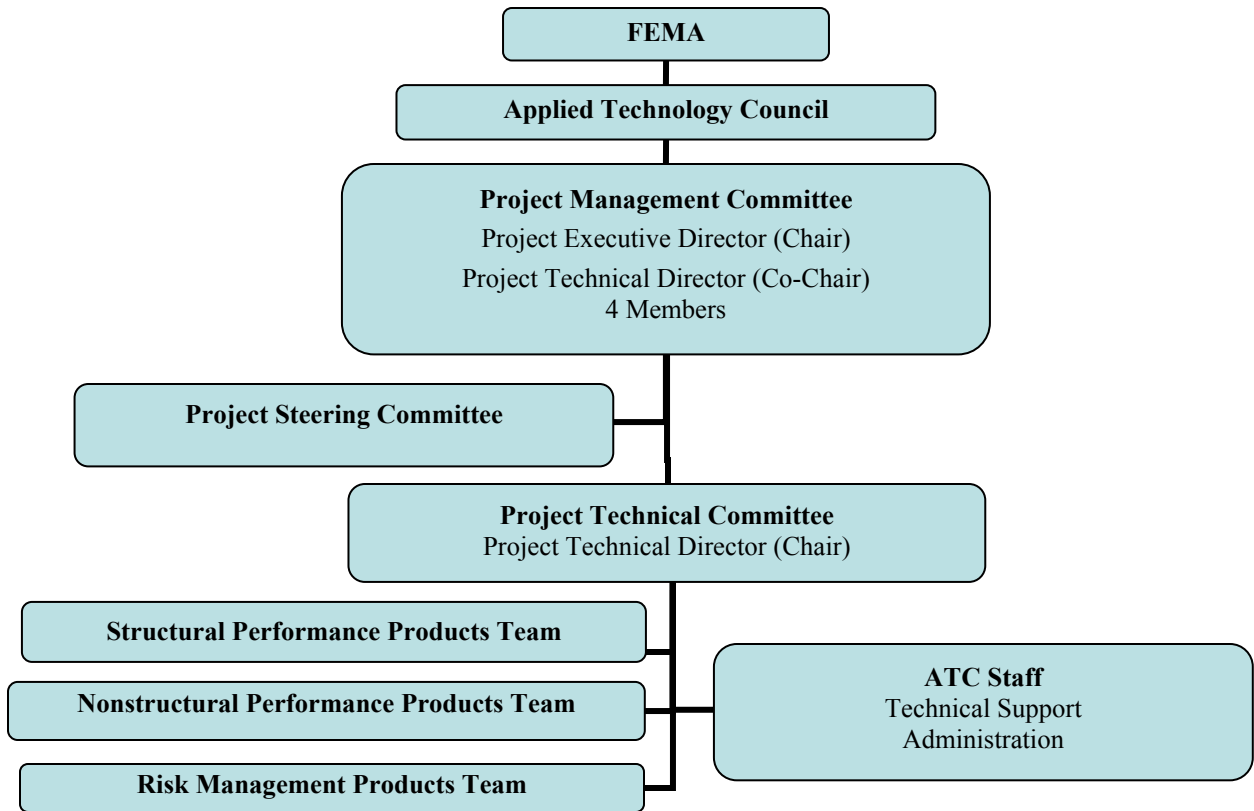 FEMA
Applied Technology Council
Project Management Committee
Project Executive Director (Chair)
Project Technical Director (Co-Chair)
4 Members
Project Steering Committee
Project Technical Committee
Project Technical Director (Chair)
Structural Performance Products Team
Nonstructural Performance Products Team
Risk Management Products Team
ATC Staff
Technical Support
Administration